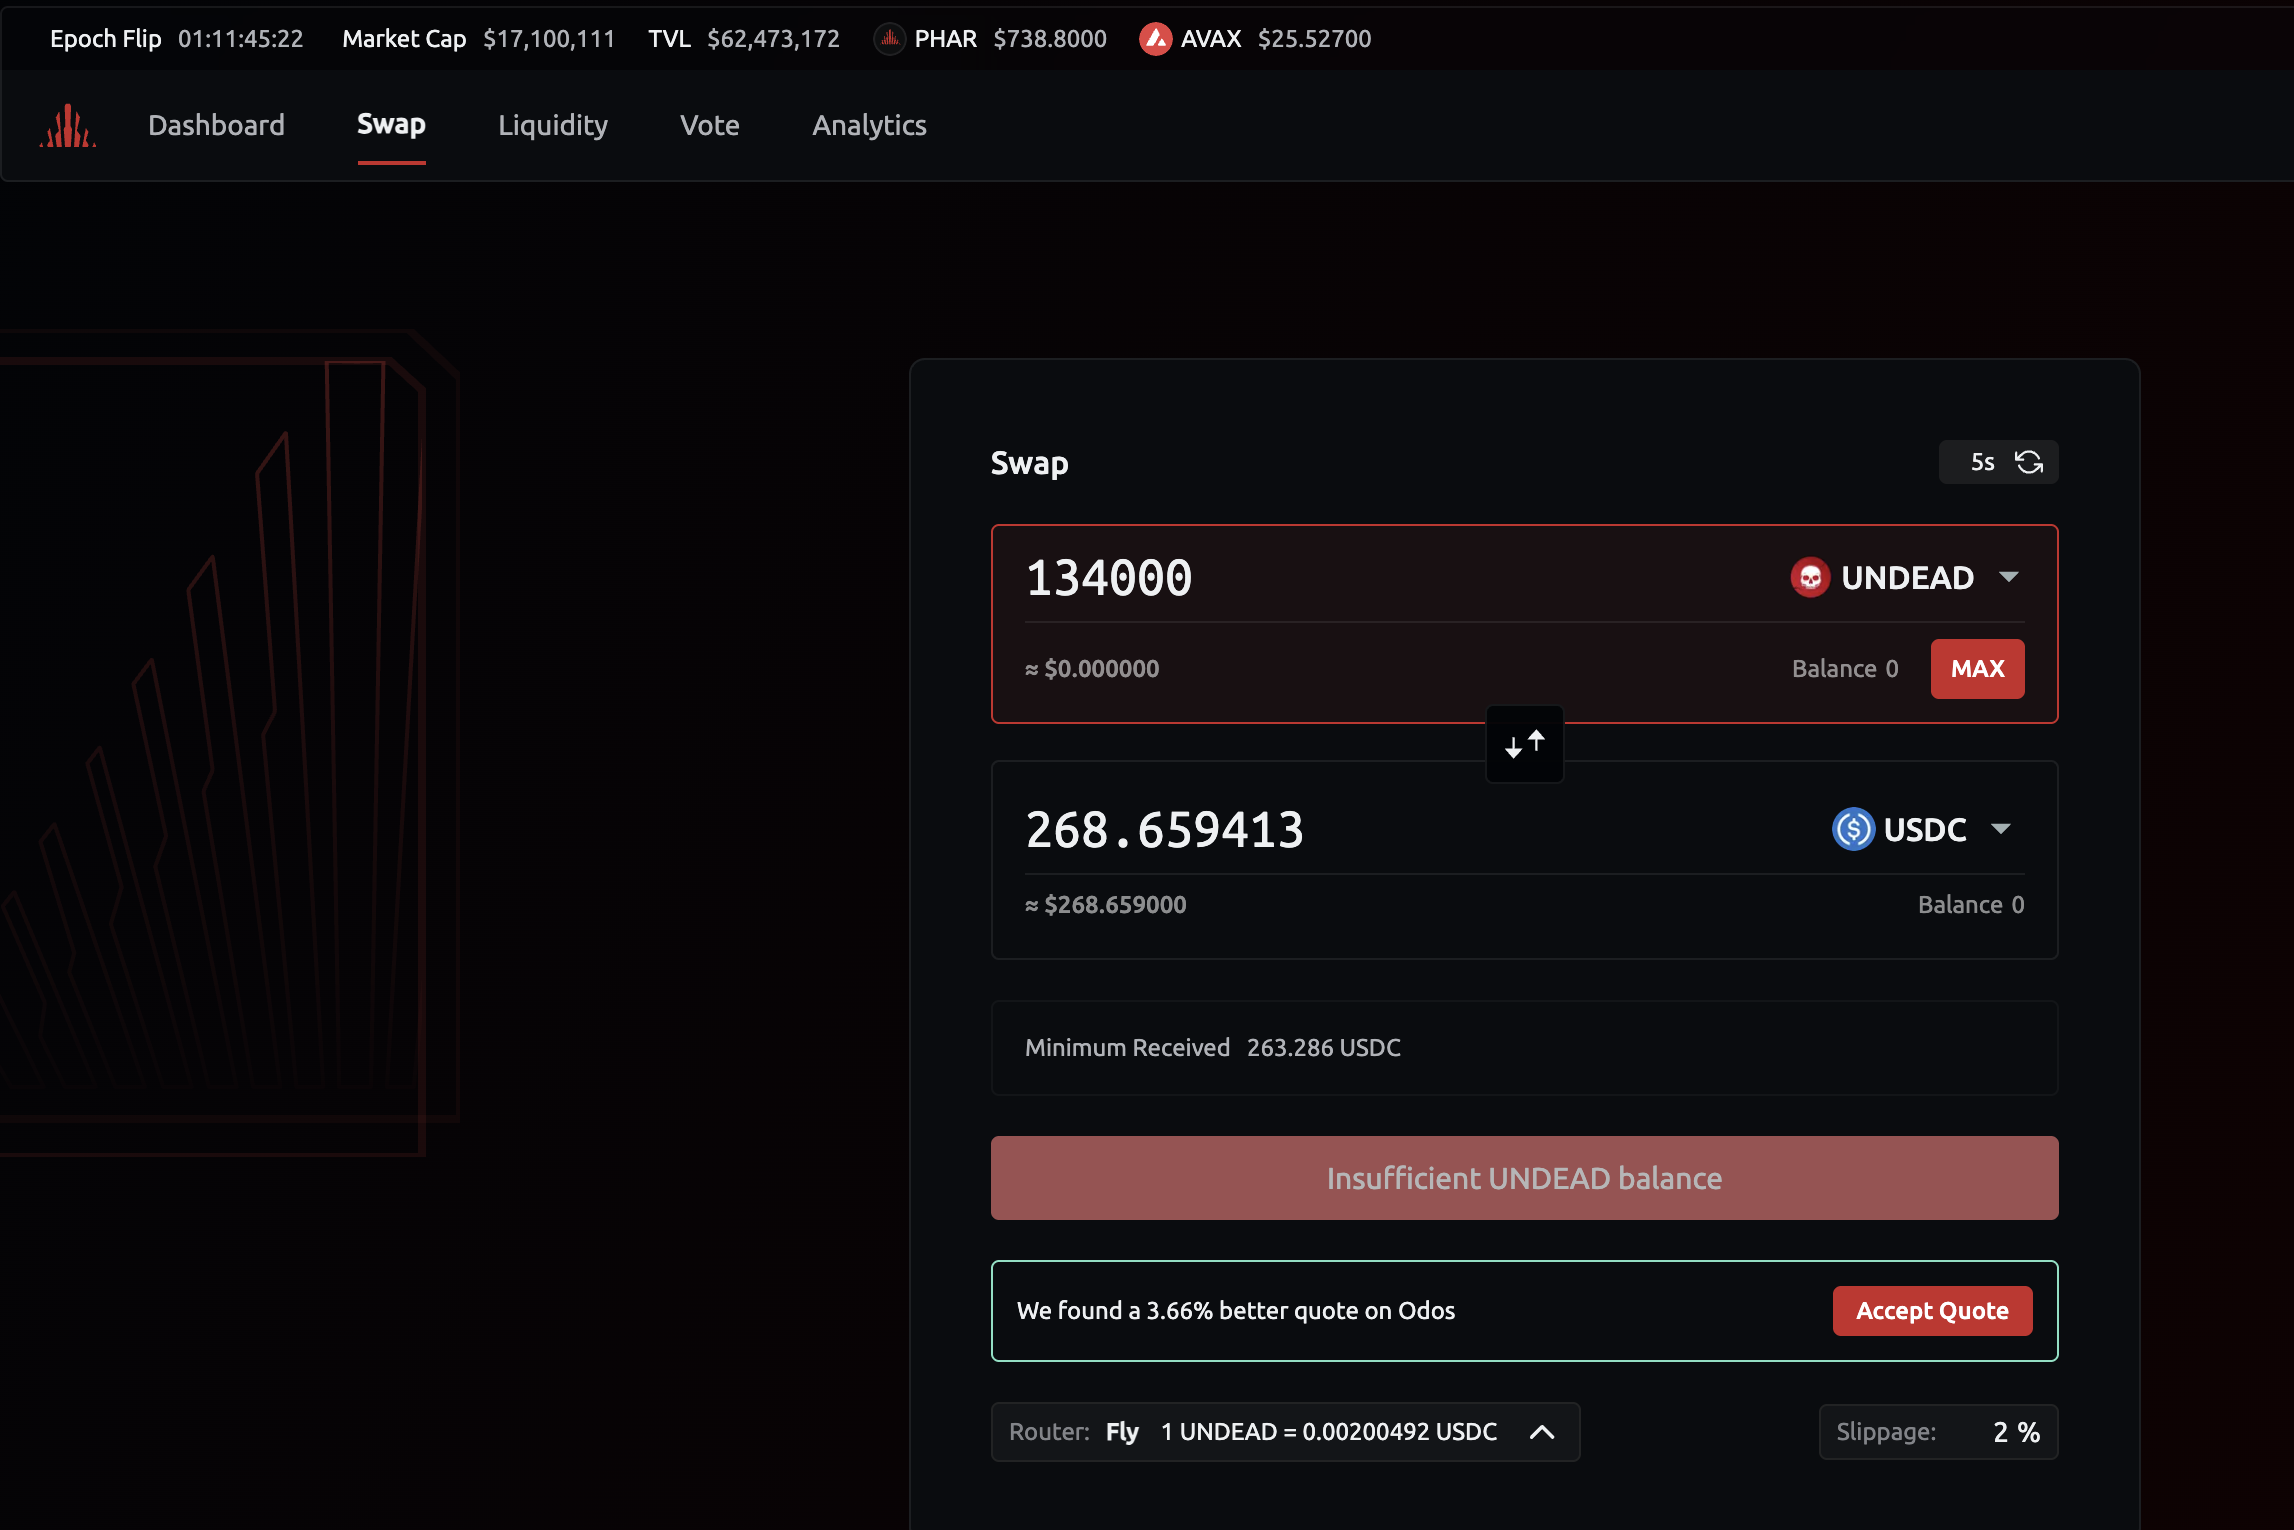 Epoch Flip 01:11:45:22 Market Cap $17,100,111 TVL $62,473,172 PHAR $738.8000 AVAX $25.52700
Dashboard Swap Liquidity Vote Analytics
Swap
5s
134000 UNDEAD
≈ $0.000000 Balance 0 MAX
268.659413 USDC
≈ $268.659000 Balance 0
Minimum Received 263.286 USDC
Insufficient UNDEAD balance
We found a 3.66% better quote on Odos Accept Quote
Router: Fly 1 UNDEAD = 0.00200492 USDC Slippage: 2 %